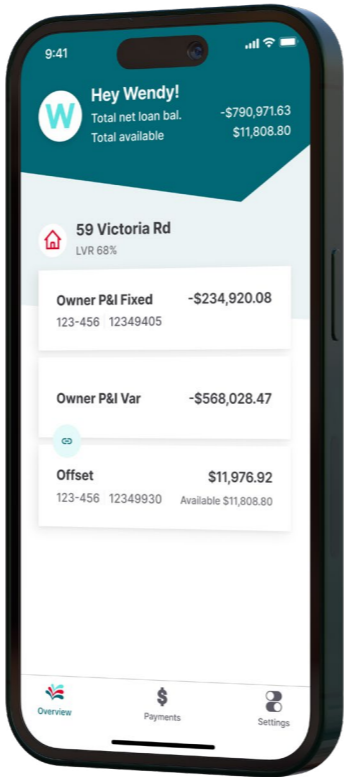 9:41
W
Hey Wendy!
Total net loan bal. -$790,971.63
Total available $11,808.80
59 Victoria Rd
LVR 68%
Owner P&I Fixed -$234,920.08
123-456 12349405
Owner P&I Var -$568,028.47
Offset $11,976.92
123-456 12349930 Available $11,808.80
Overview Payments Settings